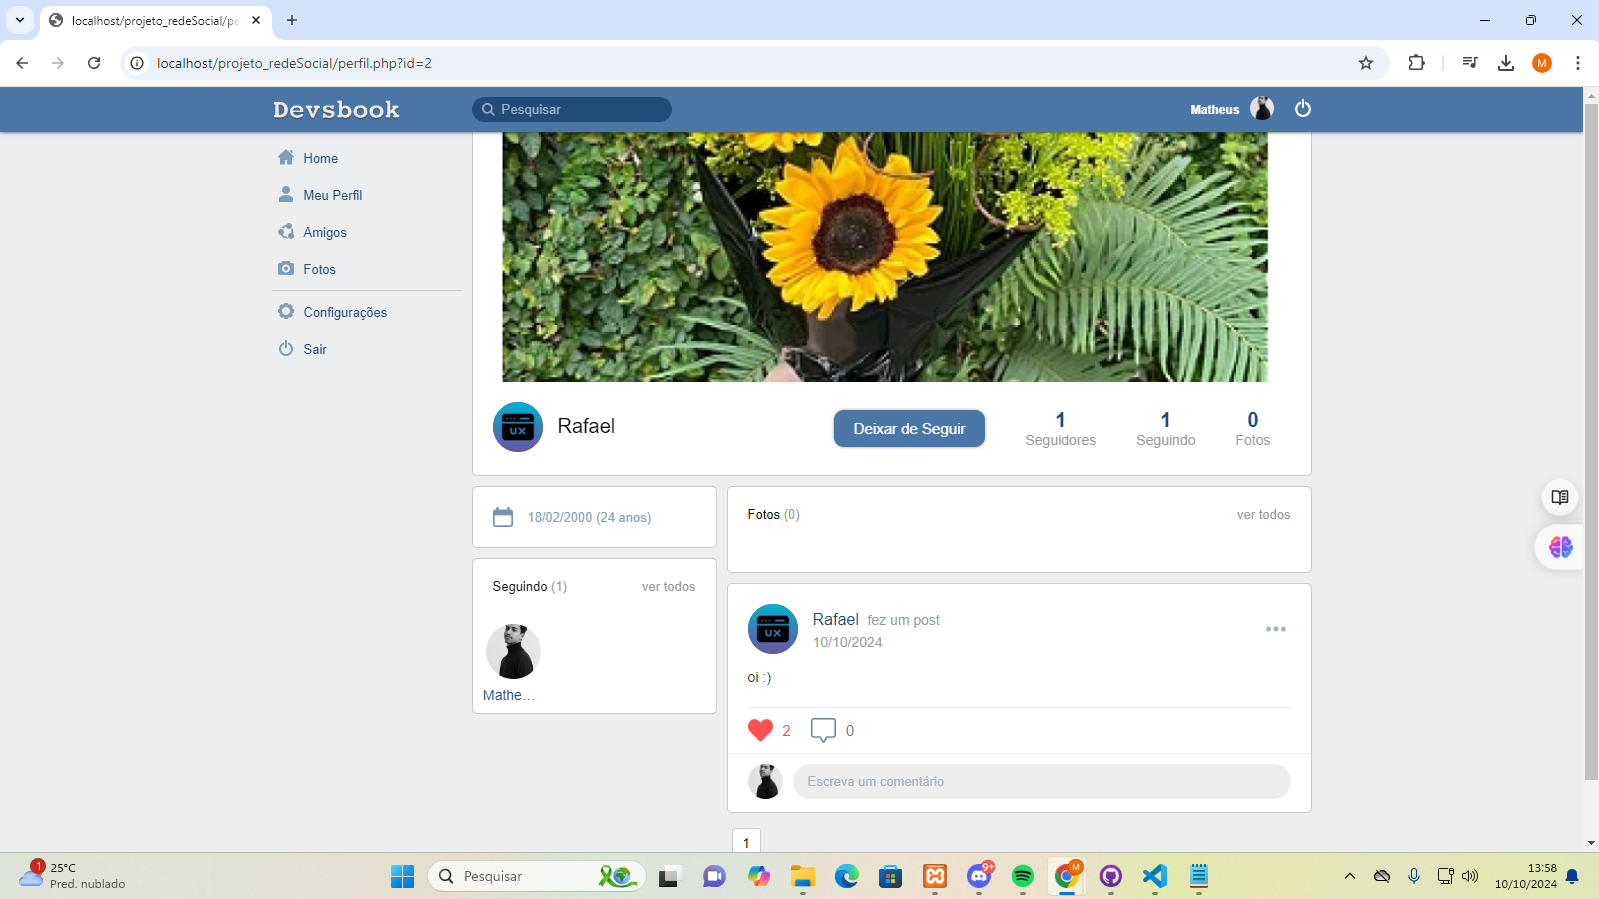 localhost/projeto_redeSocial/pe
localhost/projeto_redeSocial/perfil.php?id=2
M
Devsbook
Pesquisar
Matheus
Home
Meu Perfil
Amigos
Fotos
Configurações
Sair
UX
Rafael
Deixar de Seguir
1
Seguidores
1
Seguindo
0
Fotos
18/02/2000 (24 anos)
Fotos (0)
ver todos
Seguindo (1)
ver todos
Mathe...
UX
Rafael fez um post
10/10/2024
oi :)
2
0
Escreva um comentário
1
1
25°C
Pred. nublado
Pesquisar
9+
M
13:58
10/10/2024